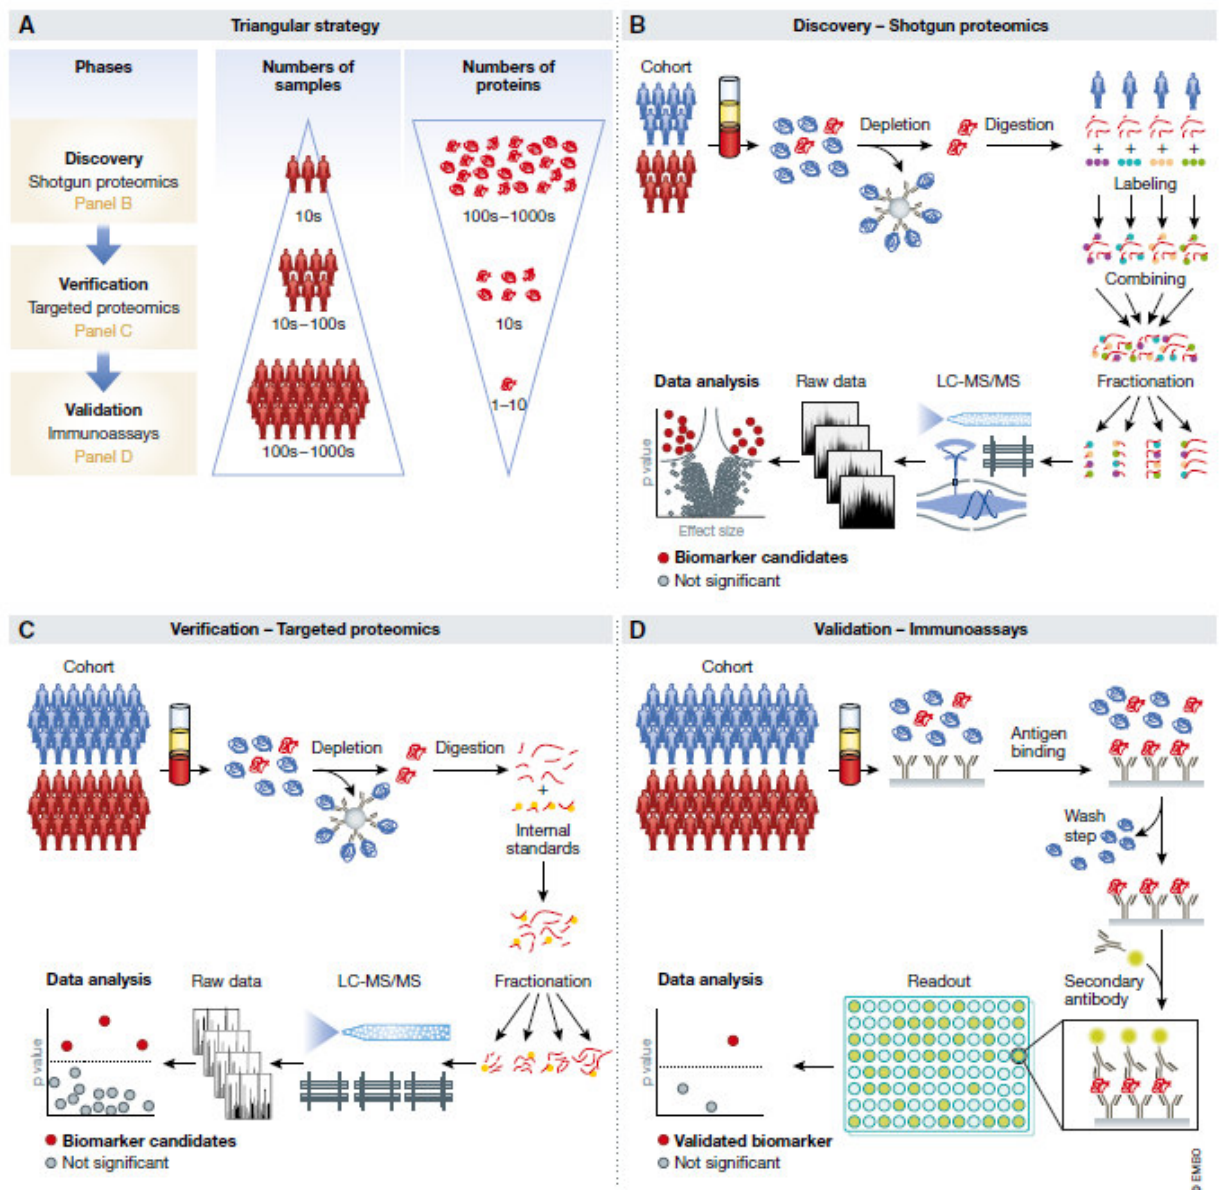 A
Triangular strategy
Phases
Numbers of
samples
Numbers of
proteins
Discovery
Shotgun proteomics
Panel B
10s
100s–1000s
Verification
Targeted proteomics
Panel C
10s–100s
10s
Validation
Immunoassays
Panel D
100s–1000s
1–10
B
Discovery – Shotgun proteomics
Cohort
Depletion
Digestion
+ + + +
Labeling
Combining
Fractionation
LC-MS/MS
Raw data
Data analysis
p value
Effect size
Biomarker candidates
Not significant
C
Verification – Targeted proteomics
Cohort
Depletion
Digestion
+
Internal
standards
Fractionation
LC-MS/MS
Raw data
Data analysis
p value
Biomarker candidates
Not significant
D
Validation – Immunoassays
Cohort
Antigen
binding
Wash
step
Secondary
antibody
Readout
Data analysis
p value
Validated biomarker
Not significant
© EMBO